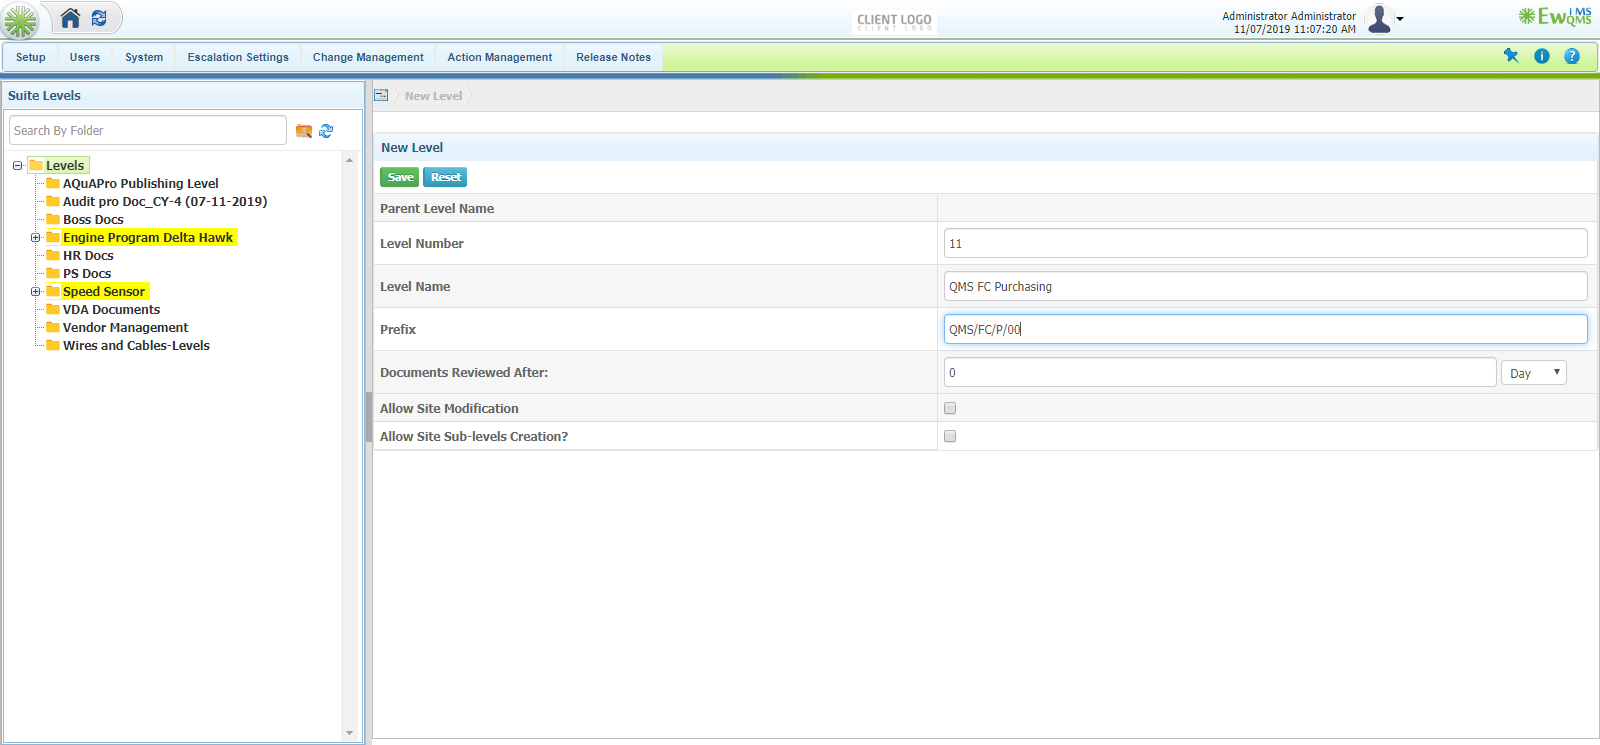 CLIENT LOGO
CLIENT LOGO
Administrator Administrator
11/07/2019 11:07:20 AM
EwQIMS
QMS
Setup Users System Escalation Settings Change Management Action Management Release Notes
Suite Levels
Search By Folder
Levels
AQuAPro Publishing Level
Audit pro Doc_CY-4 (07-11-2019)
Boss Docs
Engine Program Delta Hawk
HR Docs
PS Docs
Speed Sensor
VDA Documents
Vendor Management
Wires and Cables-Levels
New Level
New Level
Save Reset
Parent Level Name
Level Number 11
Level Name QMS FC Purchasing
Prefix QMS/FC/P/00
Documents Reviewed After: 0 Day
Allow Site Modification
Allow Site Sub-levels Creation?